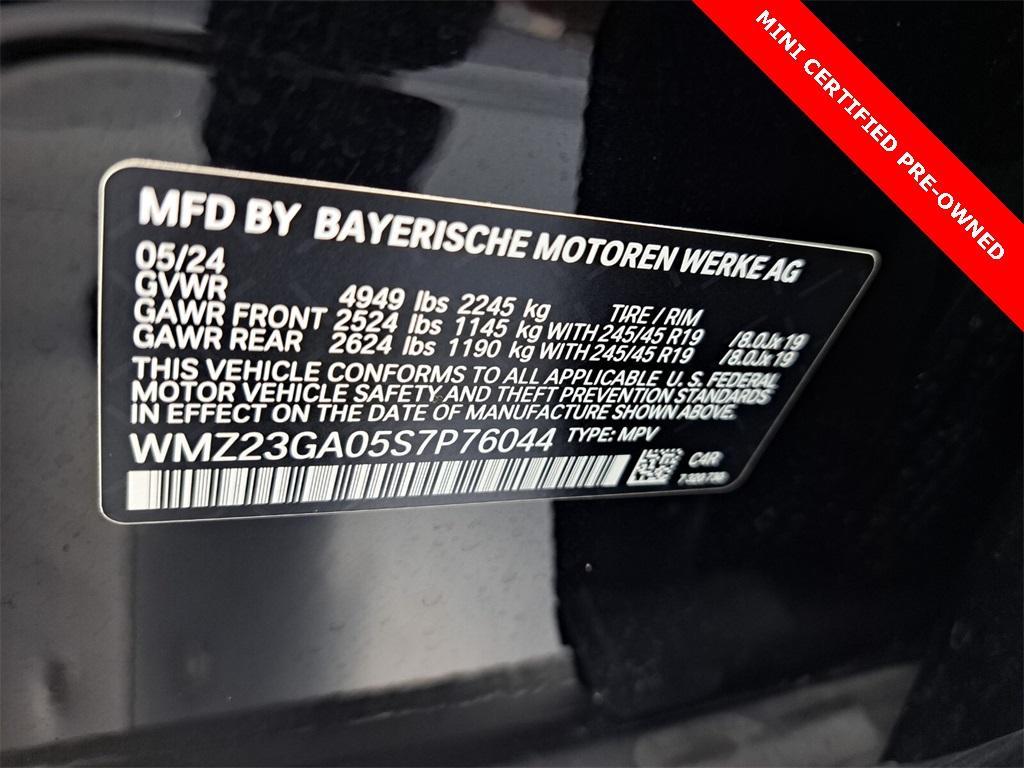 MINI CERTIFIED PRE-OWNED
MFD BY BAYERISCHE MOTOREN WERKE AG
05/24
GVWR 4949 lbs 2245 kg TIRE / RIM
GAWR FRONT 2524 lbs 1145 kg WITH 245/45 R19 /8.0Jx19
GAWR REAR 2624 lbs 1190 kg WITH 245/45 R19 /8.0Jx19
THIS VEHICLE CONFORMS TO ALL APPLICABLE U.S. FEDERAL
MOTOR VEHICLE SAFETY AND THEFT PREVENTION STANDARDS
IN EFFECT ON THE DATE OF MANUFACTURE SHOWN ABOVE.
WMZ23GA05S7P76044 TYPE: MPV
C4R